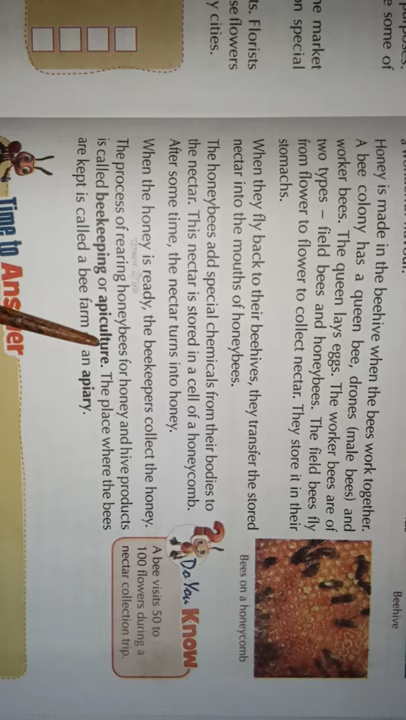 e some of
ne market
on special
ts. Florists
se flowers
y cities.
Beehive
Honey is made in the beehive when the bees work together.
A bee colony has a queen bee, drones (male bees) and
worker bees. The queen lays eggs. The worker bees are of
two types – field bees and honeybees. The field bees fly
from flower to flower to collect nectar. They store it in their
stomachs.
When they fly back to their beehives, they transfer the stored
nectar into the mouths of honeybees.
Bees on a honeycomb
The honeybees add special chemicals from their bodies to
the nectar. This nectar is stored in a cell of a honeycomb.
After some time, the nectar turns into honey.
When the honey is ready, the beekeepers collect the honey.
The process of rearing honeybees for honey and hive products
is called beekeeping or apiculture. The place where the bees
are kept is called a bee farm an apiary.
Do You Know
A bee visits 50 to
100 flowers during a
nectar collection trip.
Time to